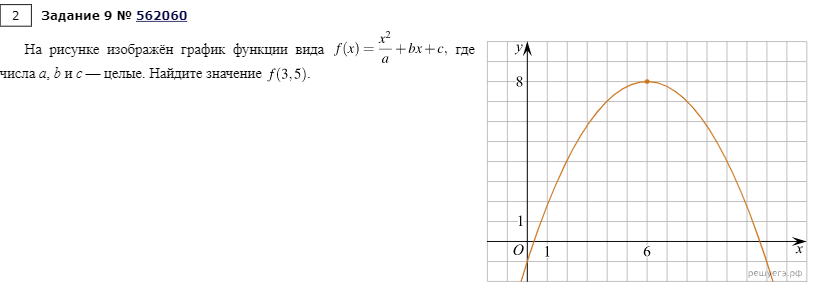 2 Задание 9 № 562060
На рисунке изображён график функции вида f(x) = x²/a + bx + c, где
числа a, b и c — целые. Найдите значение f(3,5).
y
8
1
O 1 6 x
решуегэ.рф